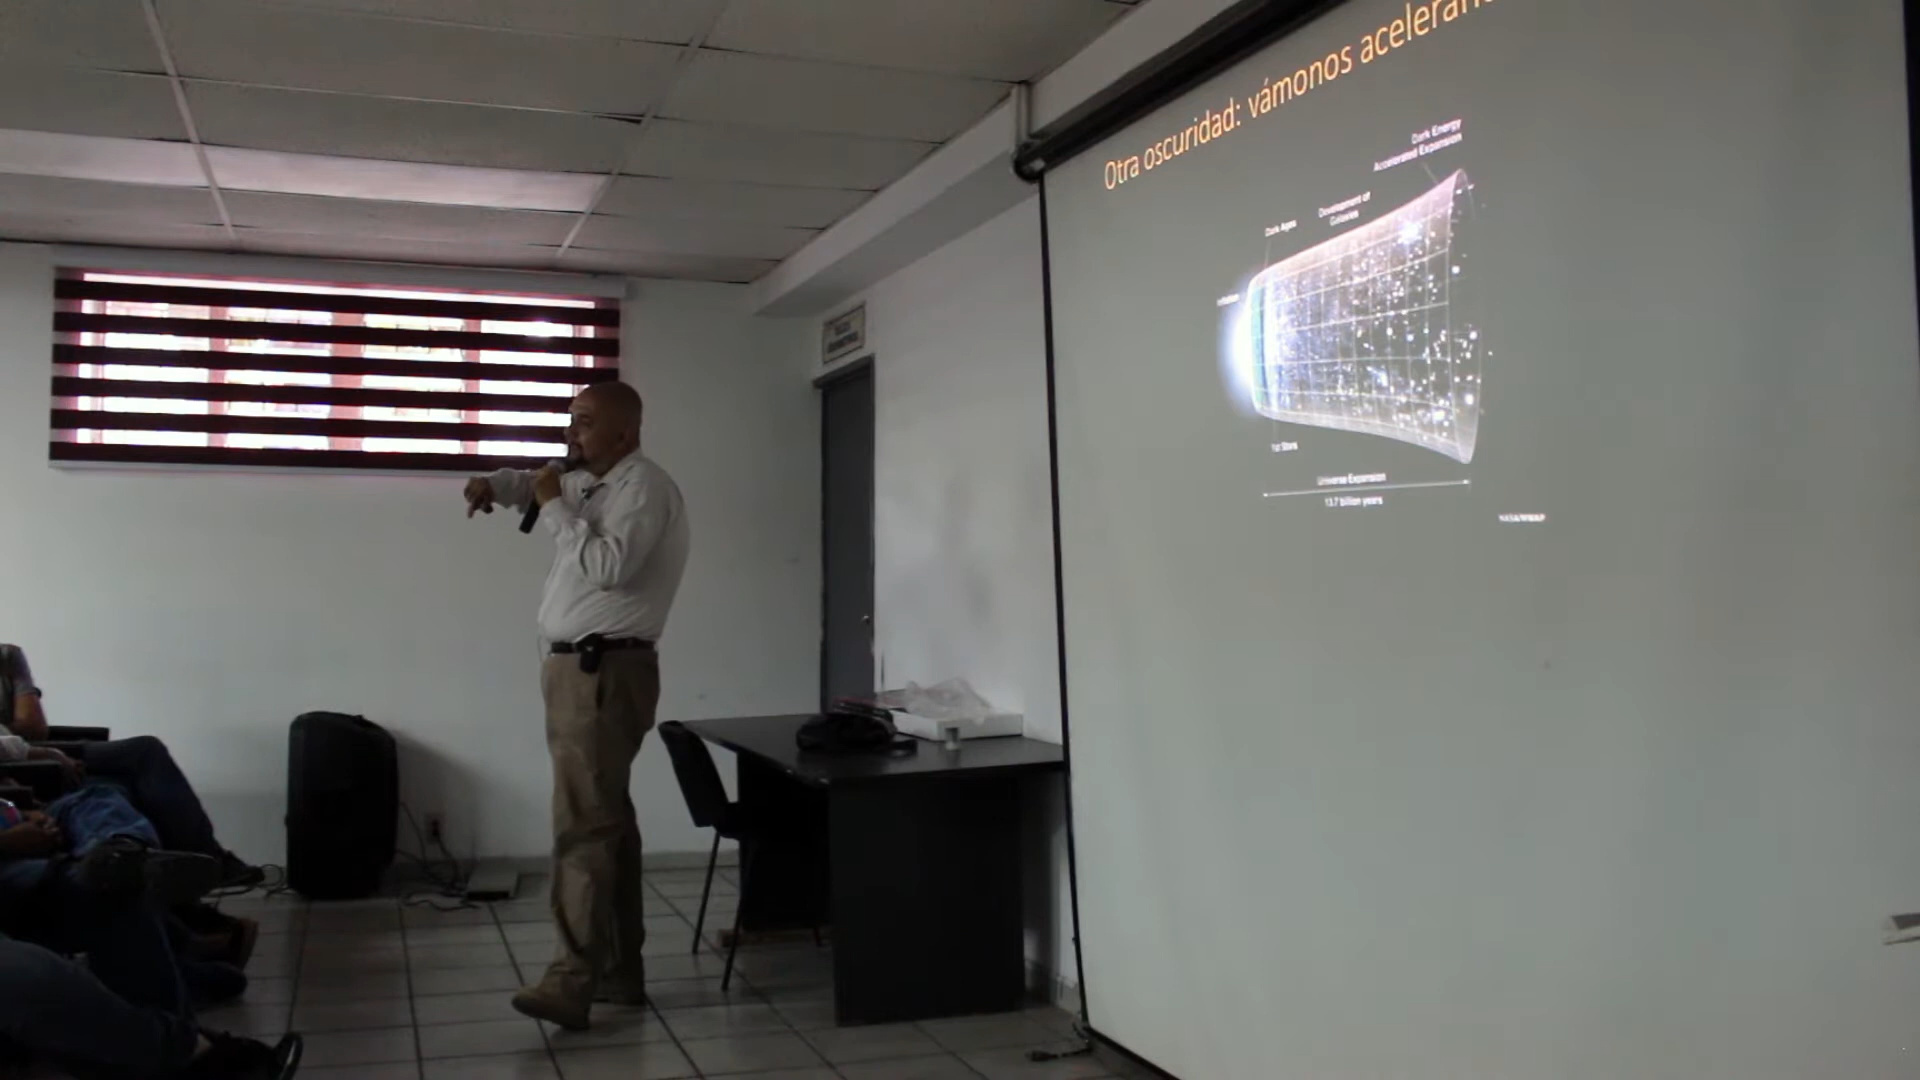 Otra oscuridad: vámonos aceleran
Dark Energy
Accelerated Expansion
Development of
Galaxies
Dark Ages
Inflation
1st Stars
Universe Expansion
13.7 billion years
NASA/WMAP